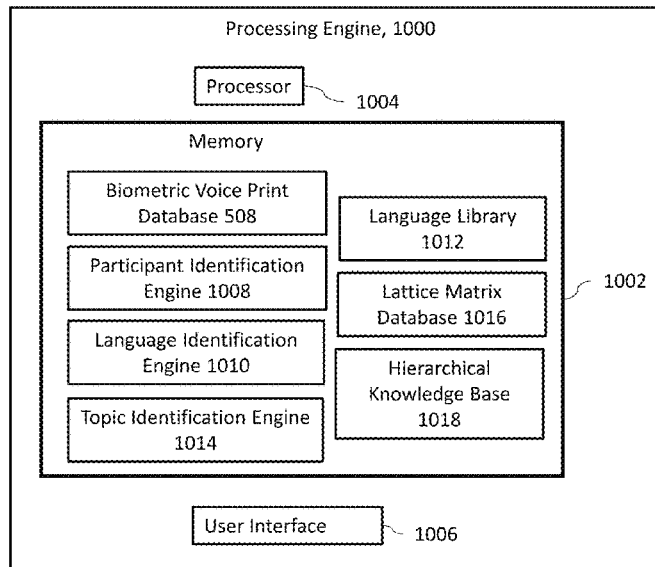 Processing Engine, 1000
Processor
1004
Memory
Biometric Voice Print
Database 508
Participant Identification
Engine 1008
Language Identification
Engine 1010
Topic Identification Engine
1014
Language Library
1012
Lattice Matrix
Database 1016
Hierarchical
Knowledge Base
1018
1002
User Interface
1006